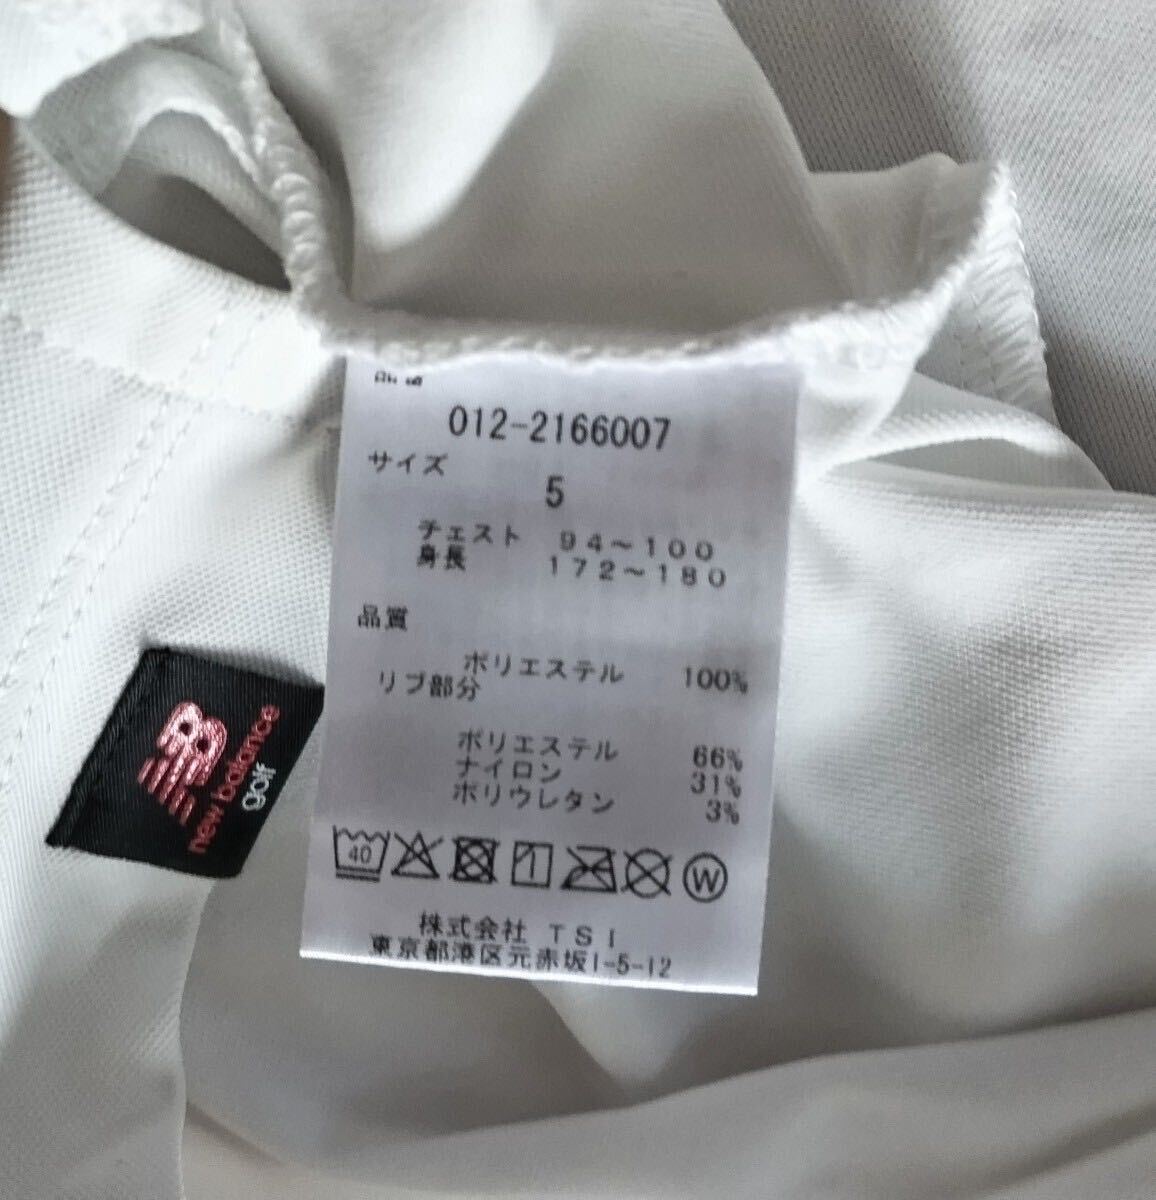 012-2166007
サイズ
5
チェスト 94～100
身長 172～180
品質
ポリエステル 100%
リブ部分
ポリエステル 66%
ナイロン 31%
ポリウレタン 3%
40
W
株式会社 TSI
東京都港区元赤坂1-5-12
NB
new balance
golf